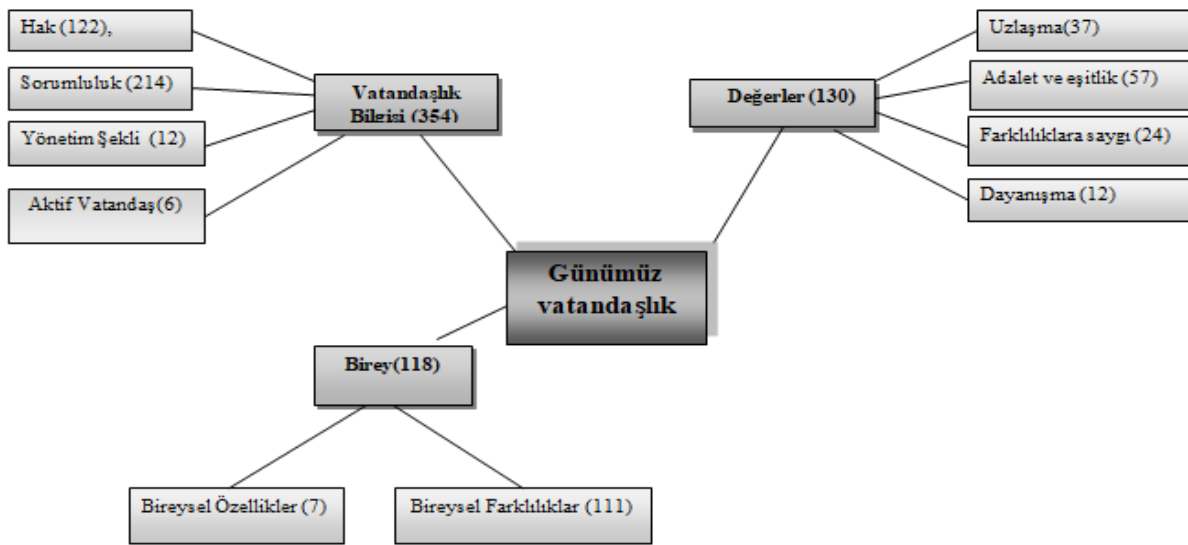 Hak (122),
Sorumluluk (214)
Yönetim Şekli (12)
Aktif Vatandaş(6)
Vatandaşlık
Bilgisi (354)
Değerler (130)
Uzlaşma(37)
Adalet ve eşitlik (57)
Farklılıklara saygı (24)
Dayanışma (12)
Günümüz
vatandaşlık
Birey(118)
Bireysel Özellikler (7)
Bireysel Farklılıklar (111)